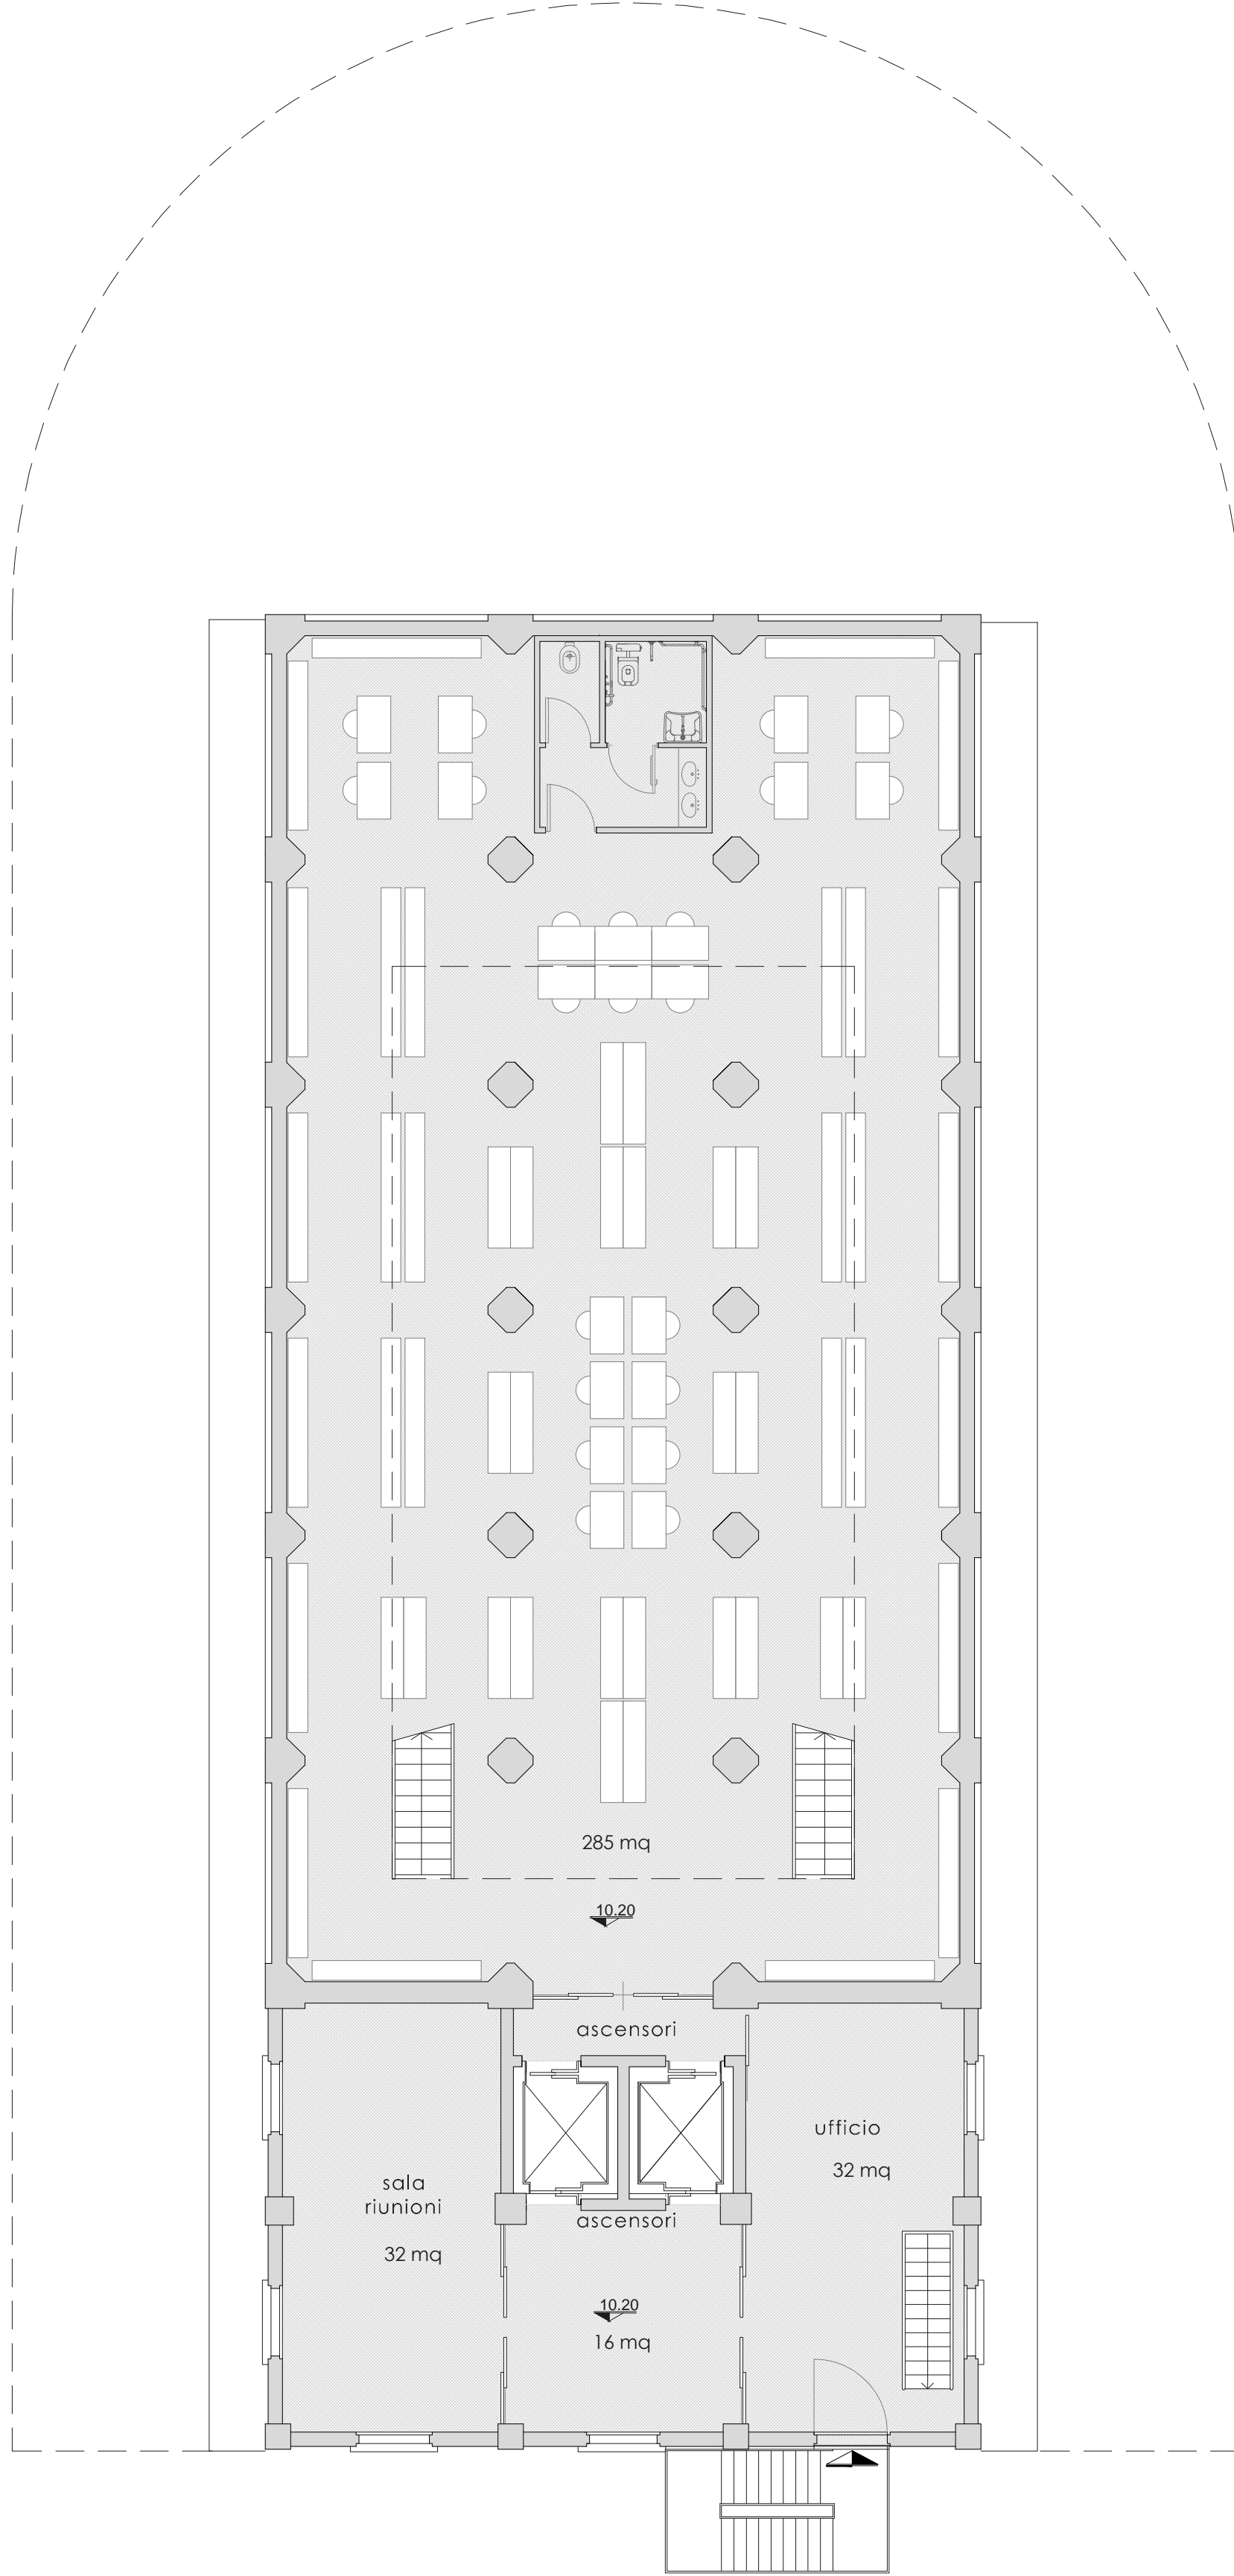 285 mq
10.20
ascensori
ufficio
32 mq
sala
riunioni
32 mq
ascensori
10.20
16 mq